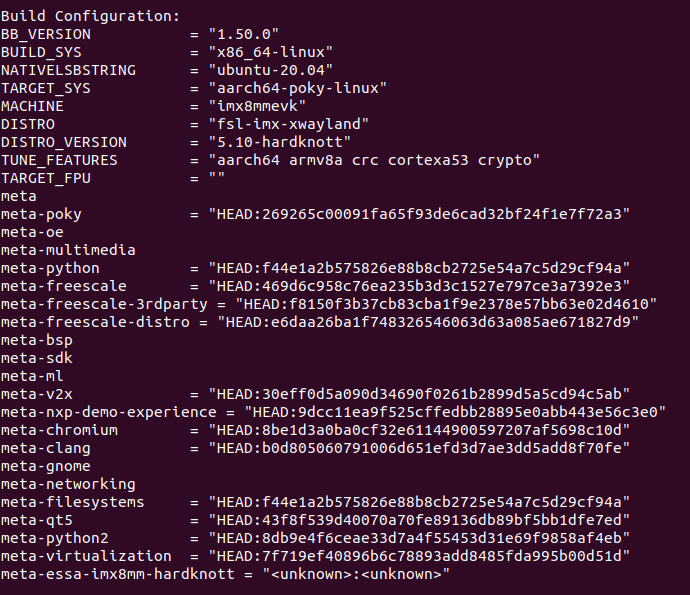 Build Configuration:
BB_VERSION           = "1.50.0"
BUILD_SYS            = "x86_64-linux"
NATIVELSBSTRING      = "ubuntu-20.04"
TARGET_SYS           = "aarch64-poky-linux"
MACHINE              = "imx8mmevk"
DISTRO               = "fsl-imx-xwayland"
DISTRO_VERSION       = "5.10-hardknott"
TUNE_FEATURES        = "aarch64 armv8a crc cortexa53 crypto"
TARGET_FPU           = ""
meta
meta-poky            = "HEAD:269265c00091fa65f93de6cad32bf24f1e7f72a3"
meta-oe
meta-multimedia
meta-python          = "HEAD:f44e1a2b575826e88b8cb2725e54a7c5d29cf94a"
meta-freescale       = "HEAD:469d6c958c76ea235b3d3c1527e797ce3a7392e3"
meta-freescale-3rdparty = "HEAD:f8150f3b37cb83cba1f9e2378e57bb63e02d4610"
meta-freescale-distro = "HEAD:e6daa26ba1f748326546063d63a085ae671827d9"
meta-bsp
meta-sdk
meta-ml
meta-v2x             = "HEAD:30eff0d5a090d34690f0261b2899d5a5cd94c5ab"
meta-nxp-demo-experience = "HEAD:9dcc11ea9f525cffedbb28895e0abb443e56c3e0"
meta-chromium        = "HEAD:8be1d3a0ba0cf32e61144900597207af5698c10d"
meta-clang           = "HEAD:b0d805060791006d651efd3d7ae3dd5add8f70fe"
meta-gnome
meta-networking
meta-filesystems     = "HEAD:f44e1a2b575826e88b8cb2725e54a7c5d29cf94a"
meta-qt5             = "HEAD:43f8f539d40070a70fe89136db89bf5bb1dfe7ed"
meta-python2         = "HEAD:8db9e4f6ceae33d7a4f55453d31e69f9858af4eb"
meta-virtualization  = "HEAD:7f719ef40896b6c78893add8485fda995b00d51d"
meta-essa-imx8mm-hardknott = "<unknown>:<unknown>"